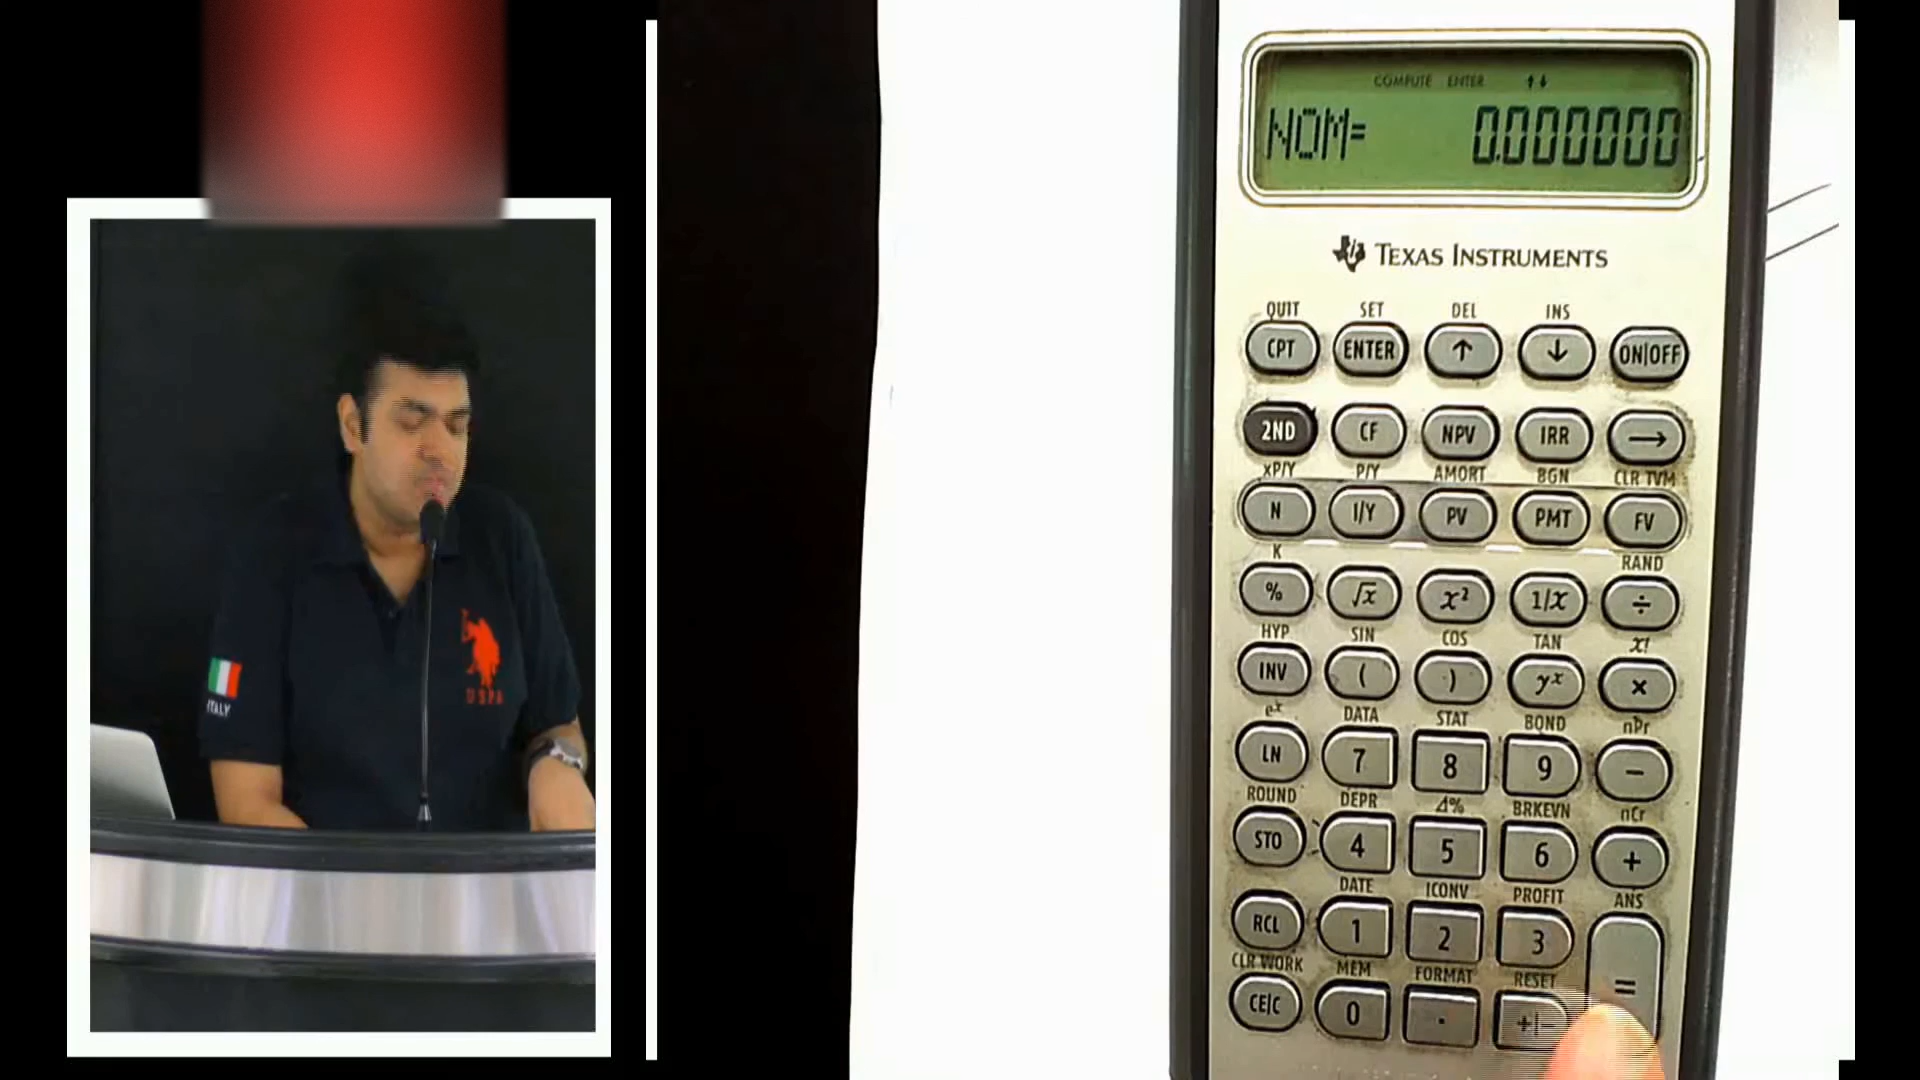 COMPUTE ENTER ↑↓
NOM= 0.000000
TEXAS INSTRUMENTS
QUIT SET DEL INS
CPT ENTER ↑ ↓ ON|OFF
2ND CF NPV IRR →
xP/Y P/Y AMORT BGN CLR TVM
N I/Y PV PMT FV
K RAND
% √x x² 1/x ÷
HYP SIN COS TAN x!
INV ( ) yˣ ×
eˣ DATA STAT BOND nPr
LN 7 8 9 −
ROUND DEPR Δ% BRKEVN nCr
STO 4 5 6 +
DATE ICONV PROFIT ANS
RCL 1 2 3 =
CLR WORK MEM FORMAT RESET
CE|C 0 . +|−
ITALY
USPA